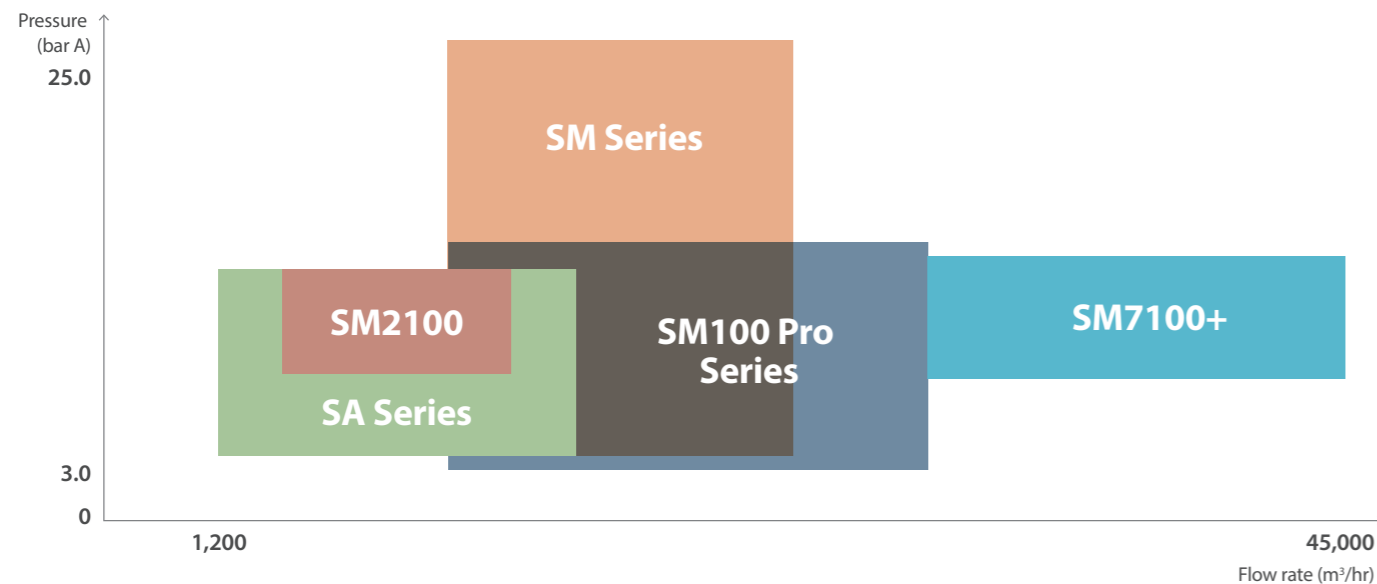 Pressure
(bar A)
25.0
SM Series
SM2100
SM100 Pro
Series
SM7100+
SA Series
3.0
0
1,200
45,000
Flow rate (m³/hr)